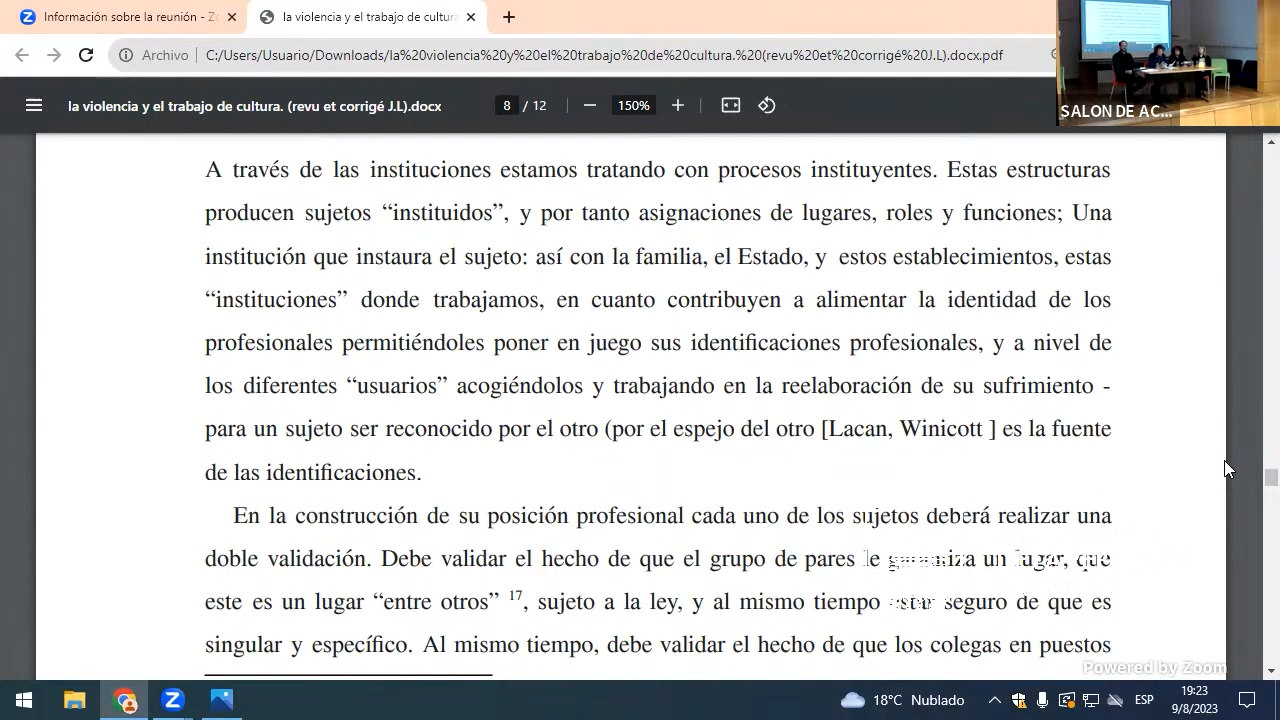 Información sobre la reunión - Zo
la violencia y el trabajo de cultur
Archivo
C:/Users/Usuario/Downloads/
%20el%20trabajo%20de%20cultura.%20(revu%20et%20corrigé%20J.L).docx.pdf
la violencia y el trabajo de cultura. (revu et corrigé J.L).docx
8 / 12
150%
SALON DE AC...
A través de las instituciones estamos tratando con procesos instituyentes. Estas estructuras
producen sujetos “instituidos”, y por tanto asignaciones de lugares, roles y funciones; Una
institución que instaura el sujeto: así con la familia, el Estado, y estos establecimientos, estas
“instituciones” donde trabajamos, en cuanto contribuyen a alimentar la identidad de los
profesionales permitiéndoles poner en juego sus identificaciones profesionales, y a nivel de
los diferentes “usuarios” acogiéndolos y trabajando en la reelaboración de su sufrimiento -
para un sujeto ser reconocido por el otro (por el espejo del otro [Lacan, Winicott ] es la fuente
de las identificaciones.
En la construcción de su posición profesional cada uno de los sujetos deberá realizar una
doble validación. Debe validar el hecho de que el grupo de pares le un lugar, que
este es un lugar “entre otros” 17, sujeto a la ley, y al mismo tiempo estar seguro de que es
singular y específico. Al mismo tiempo, debe validar el hecho de que los colegas en puestos
Powered by Zoom
18°C Nublado
ESP
19:23
9/8/2023